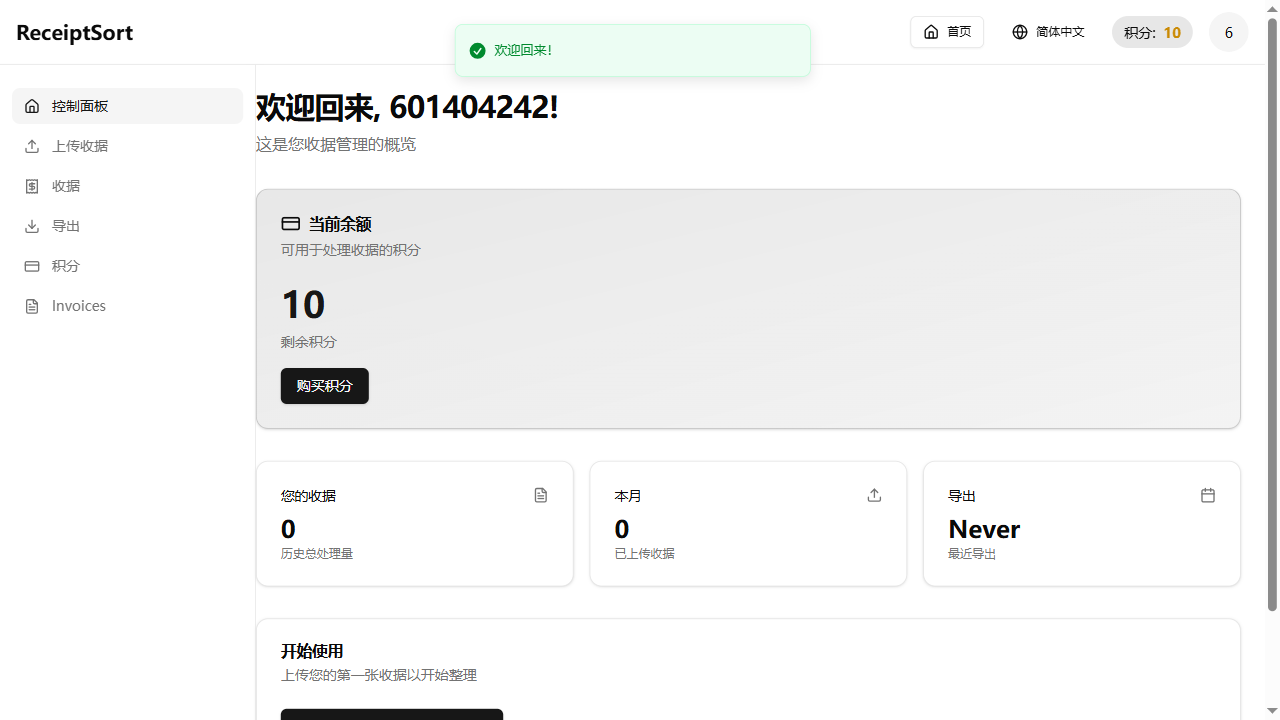 ReceiptSort
首页
简体中文
积分: 10
6
欢迎回来!
控制面板
上传收据
收据
导出
积分
Invoices
欢迎回来, 601404242!
这是您收据管理的概览
当前余额
可用于处理收据的积分
10
剩余积分
购买积分
您的收据
0
历史总处理量
本月
0
已上传收据
导出
Never
最近导出
开始使用
上传您的第一张收据以开始整理